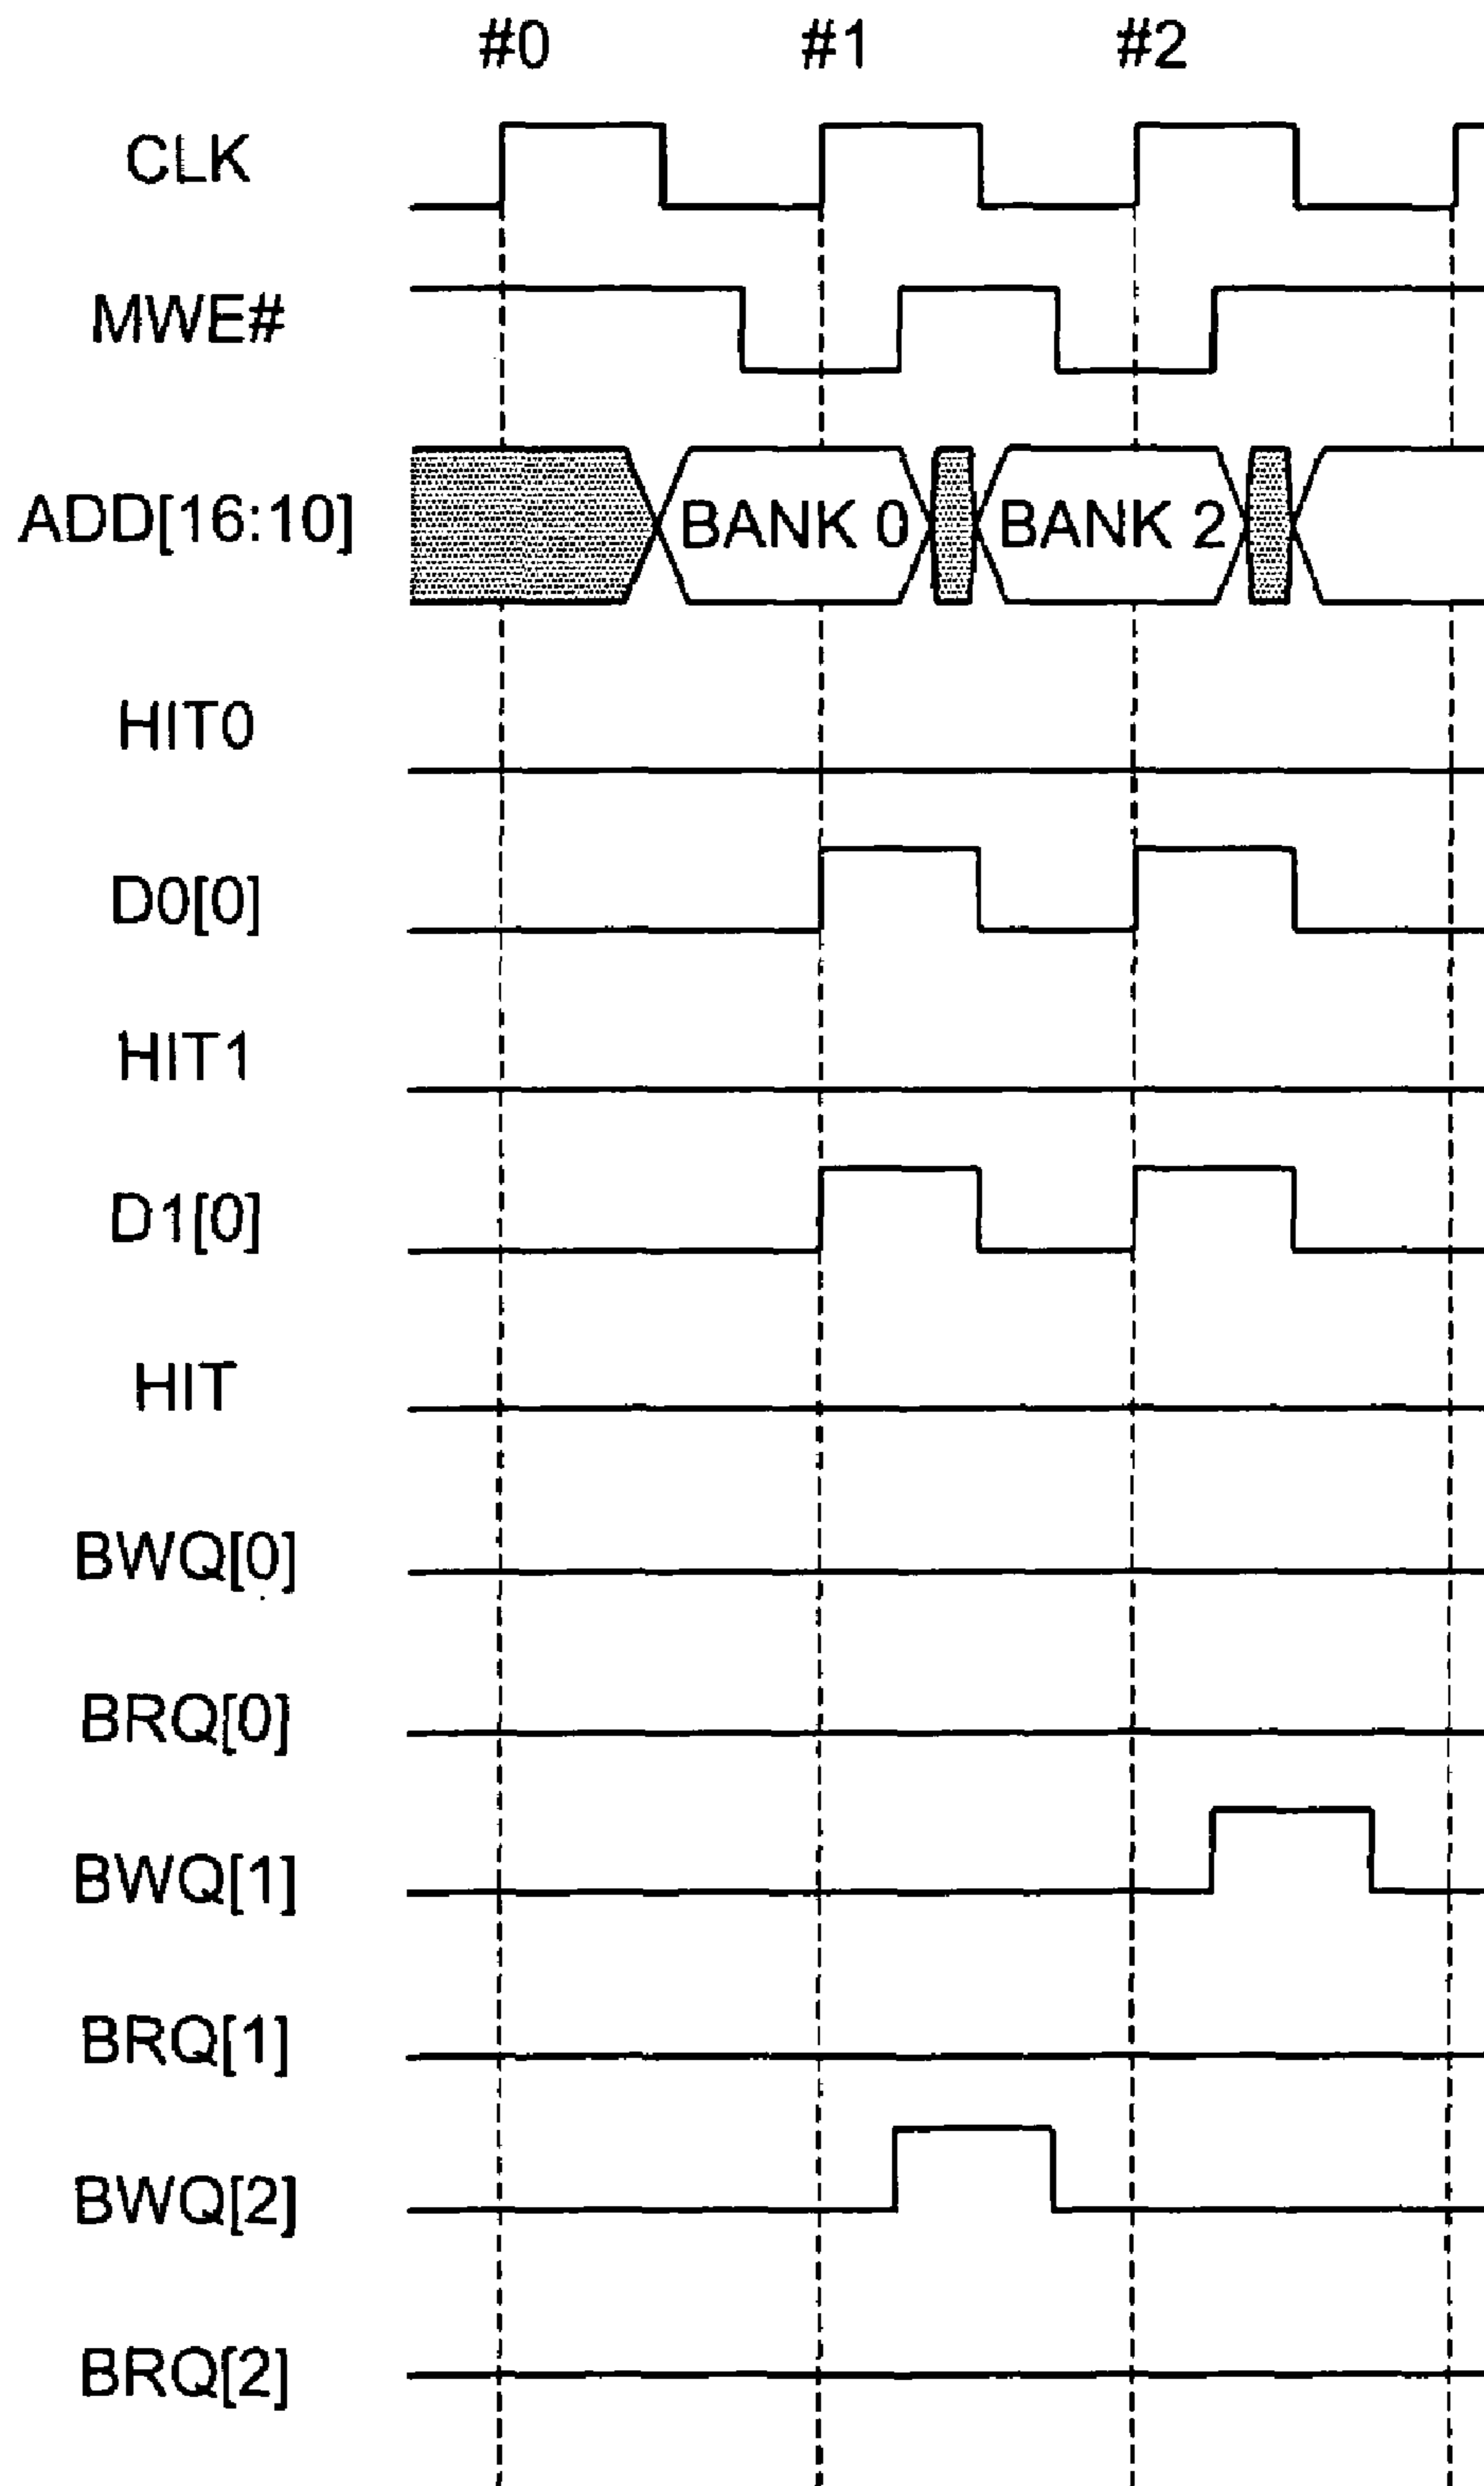 #0 #1 #2
CLK
MWE#
ADD[16:10] BANK 0 BANK 2
HIT0
D0[0]
HIT1
D1[0]
HIT
BWQ[0]
BRQ[0]
BWQ[1]
BRQ[1]
BWQ[2]
BRQ[2]